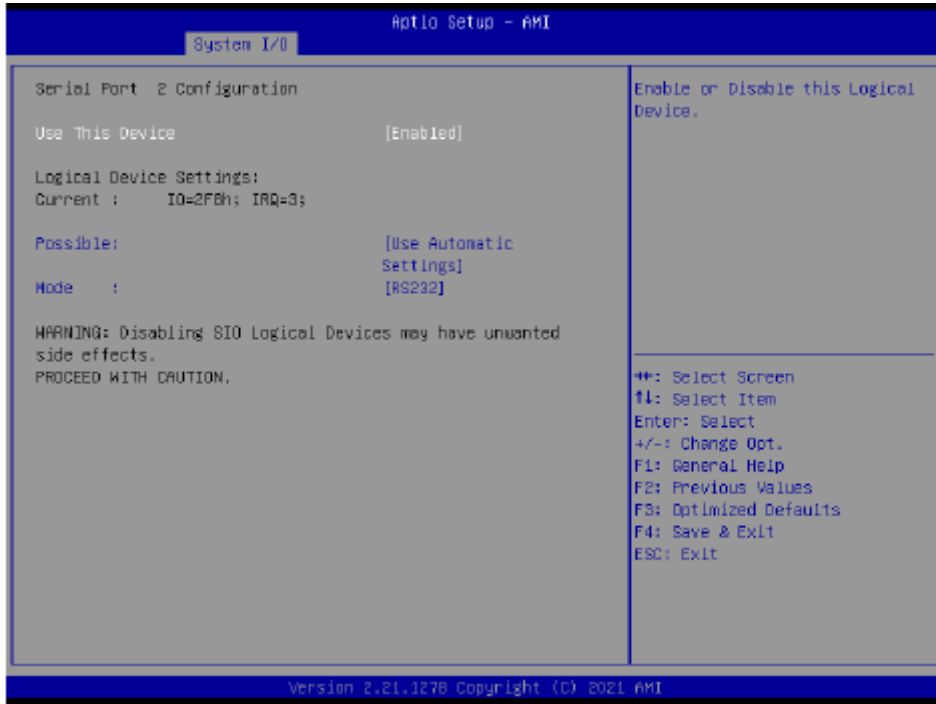 Aptio Setup - AMI
System I/O
Serial Port 2 Configuration
Use This Device [Enabled]
Logical Device Settings:
Current : IO=2F8h; IRQ=3;
Possible: [Use Automatic
Settings]
Mode : [RS232]
WARNING: Disabling SIO Logical Devices may have unwanted
side effects.
PROCEED WITH CAUTION.
Enable or Disable this Logical
Device.
→←: Select Screen
↑↓: Select Item
Enter: Select
+/-: Change Opt.
F1: General Help
F2: Previous Values
F3: Optimized Defaults
F4: Save & Exit
ESC: Exit
Version 2.21.1278 Copyright (C) 2021 AMI